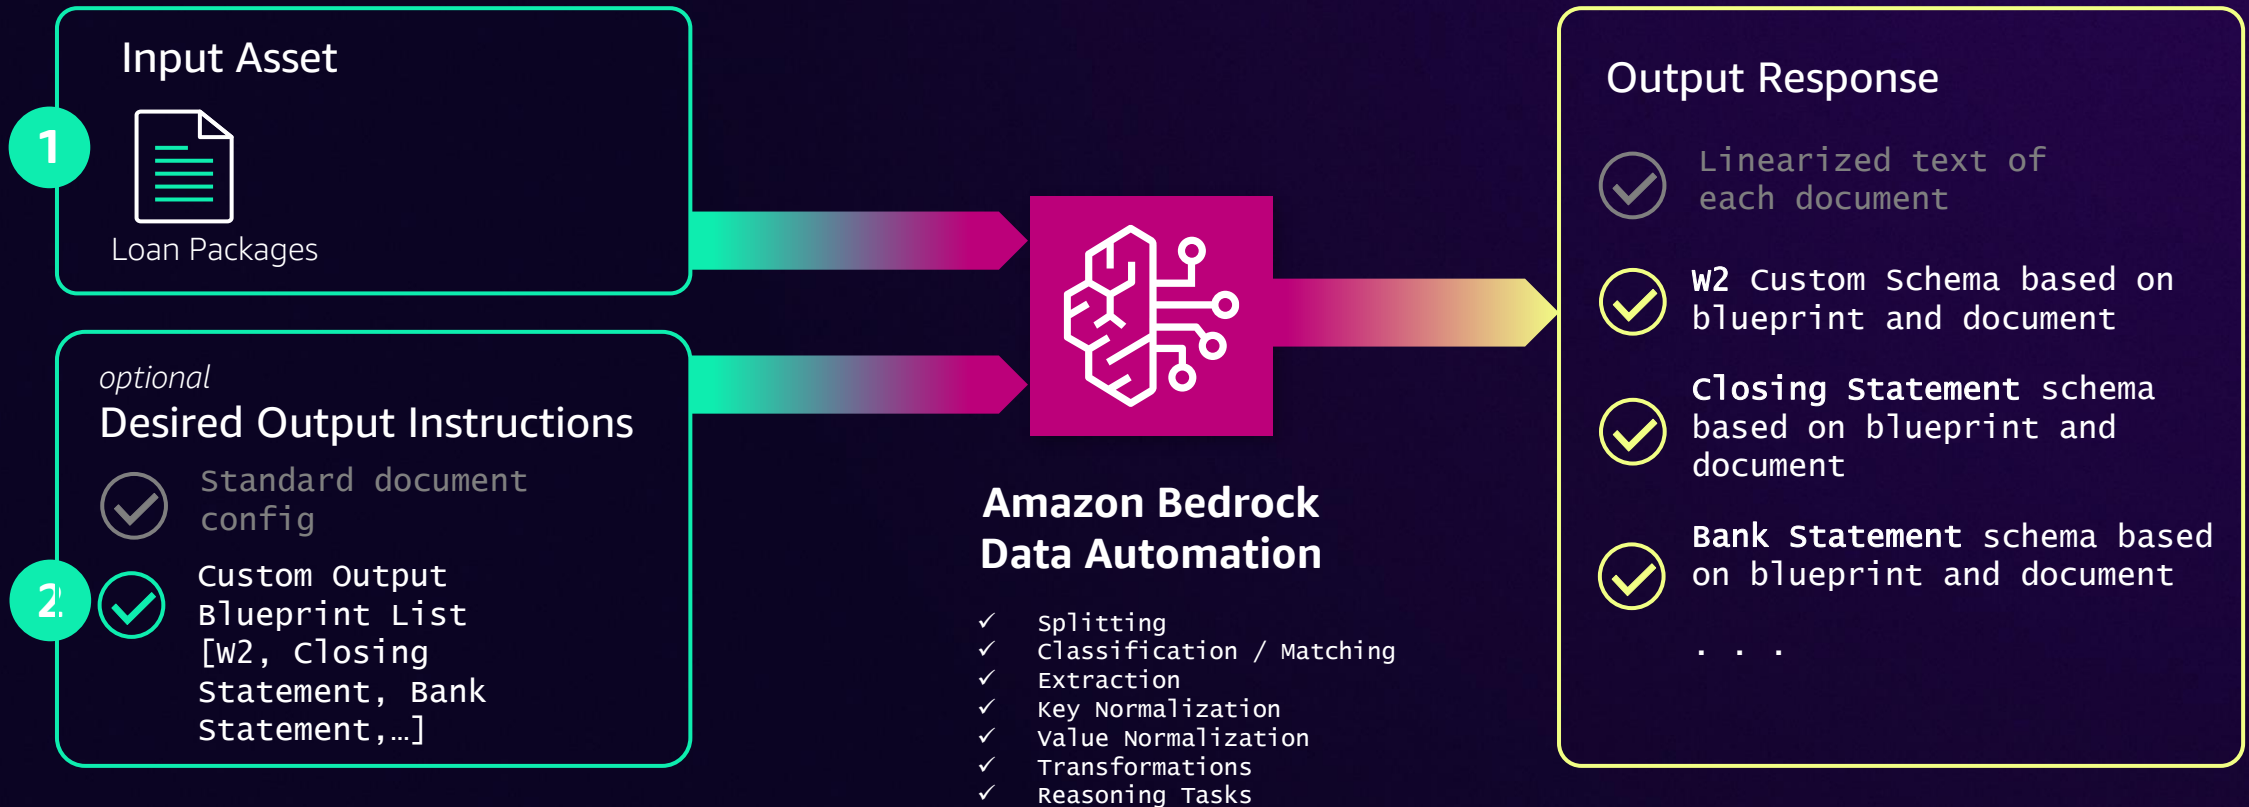 Input Asset
1
Loan Packages
optional
Desired Output Instructions
Standard document
config
2
Custom Output
Blueprint List
[W2, Closing
Statement, Bank
Statement,…]
Amazon Bedrock
Data Automation
✓ Splitting
✓ Classification / Matching
✓ Extraction
✓ Key Normalization
✓ Value Normalization
✓ Transformations
✓ Reasoning Tasks
Output Response
Linearized text of
each document
W2 Custom Schema based on
blueprint and document
Closing Statement schema
based on blueprint and
document
Bank Statement schema based
on blueprint and document
. . .